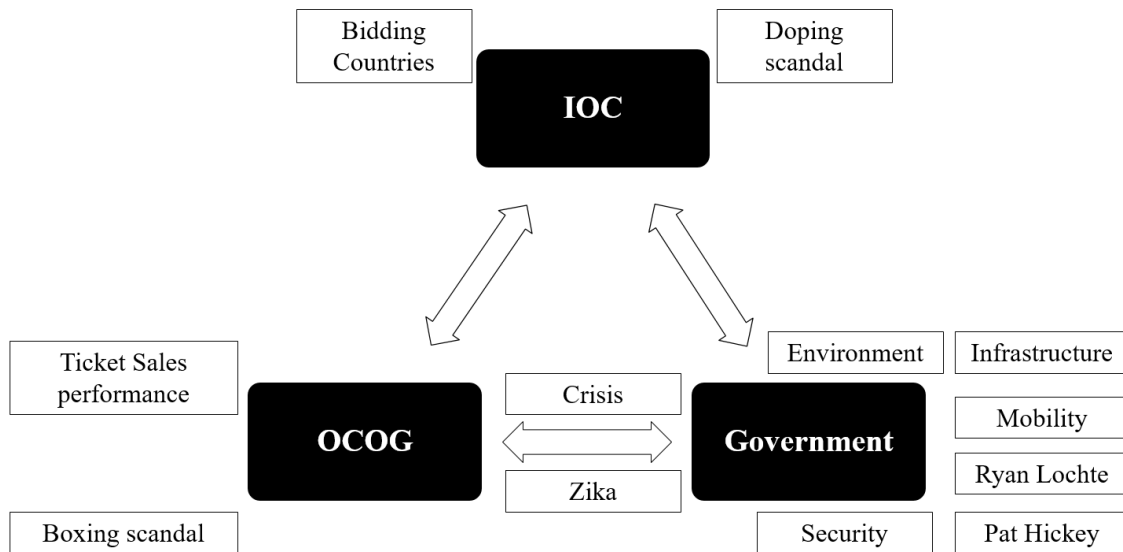 Bidding
Countries
Doping
scandal
IOC
Ticket Sales
performance
Environment
Infrastructure
Crisis
OCOG
Government
Mobility
Zika
Ryan Lochte
Boxing scandal
Security
Pat Hickey